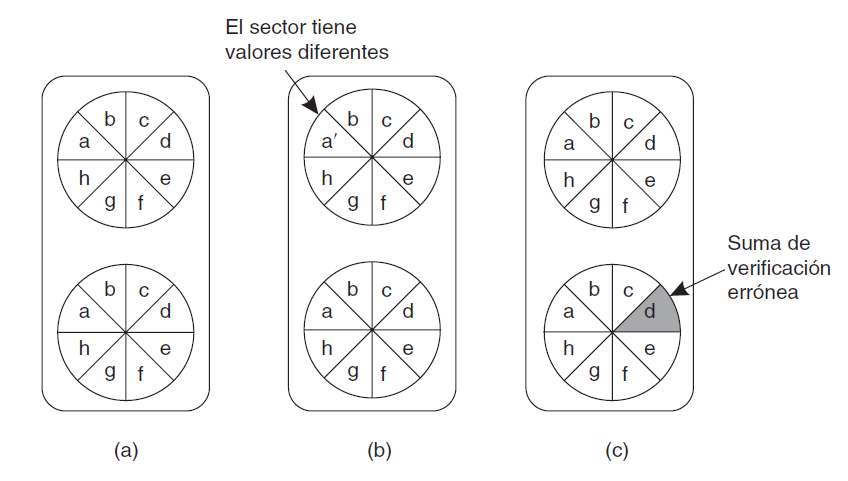 El sector tiene
valores diferentes
b c
a d
h e
g f
b c
a d
h e
g f
b c
a′ d
h e
g f
b c
a d
h e
g f
b c
a d
h e
g f
b c
a d
h e
g f
Suma de
verificación
errónea
(a) (b) (c)